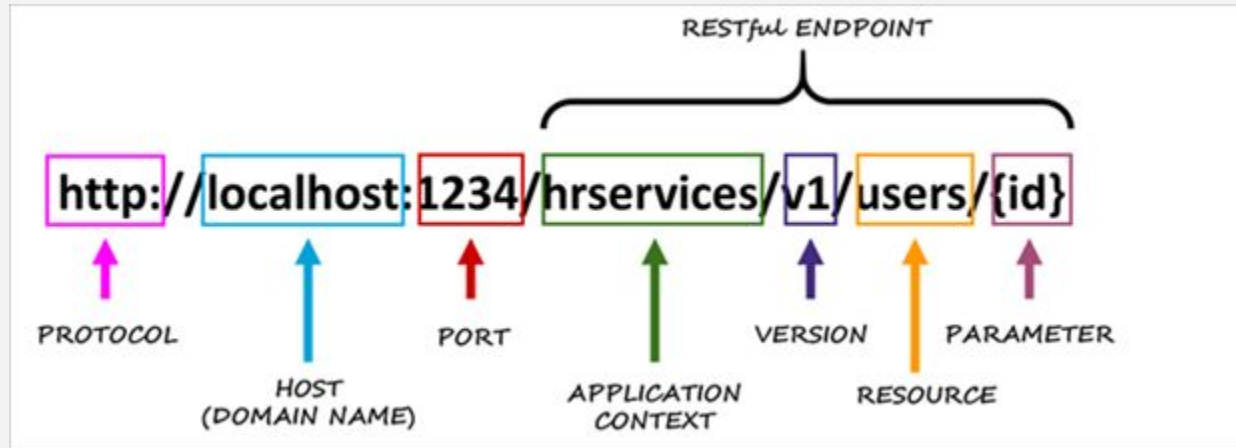 RESTful ENDPOINT
http://localhost:1234/hrservices/v1/users/{id}
PROTOCOL
HOST
(DOMAIN NAME)
PORT
APPLICATION
CONTEXT
VERSION
RESOURCE
PARAMETER